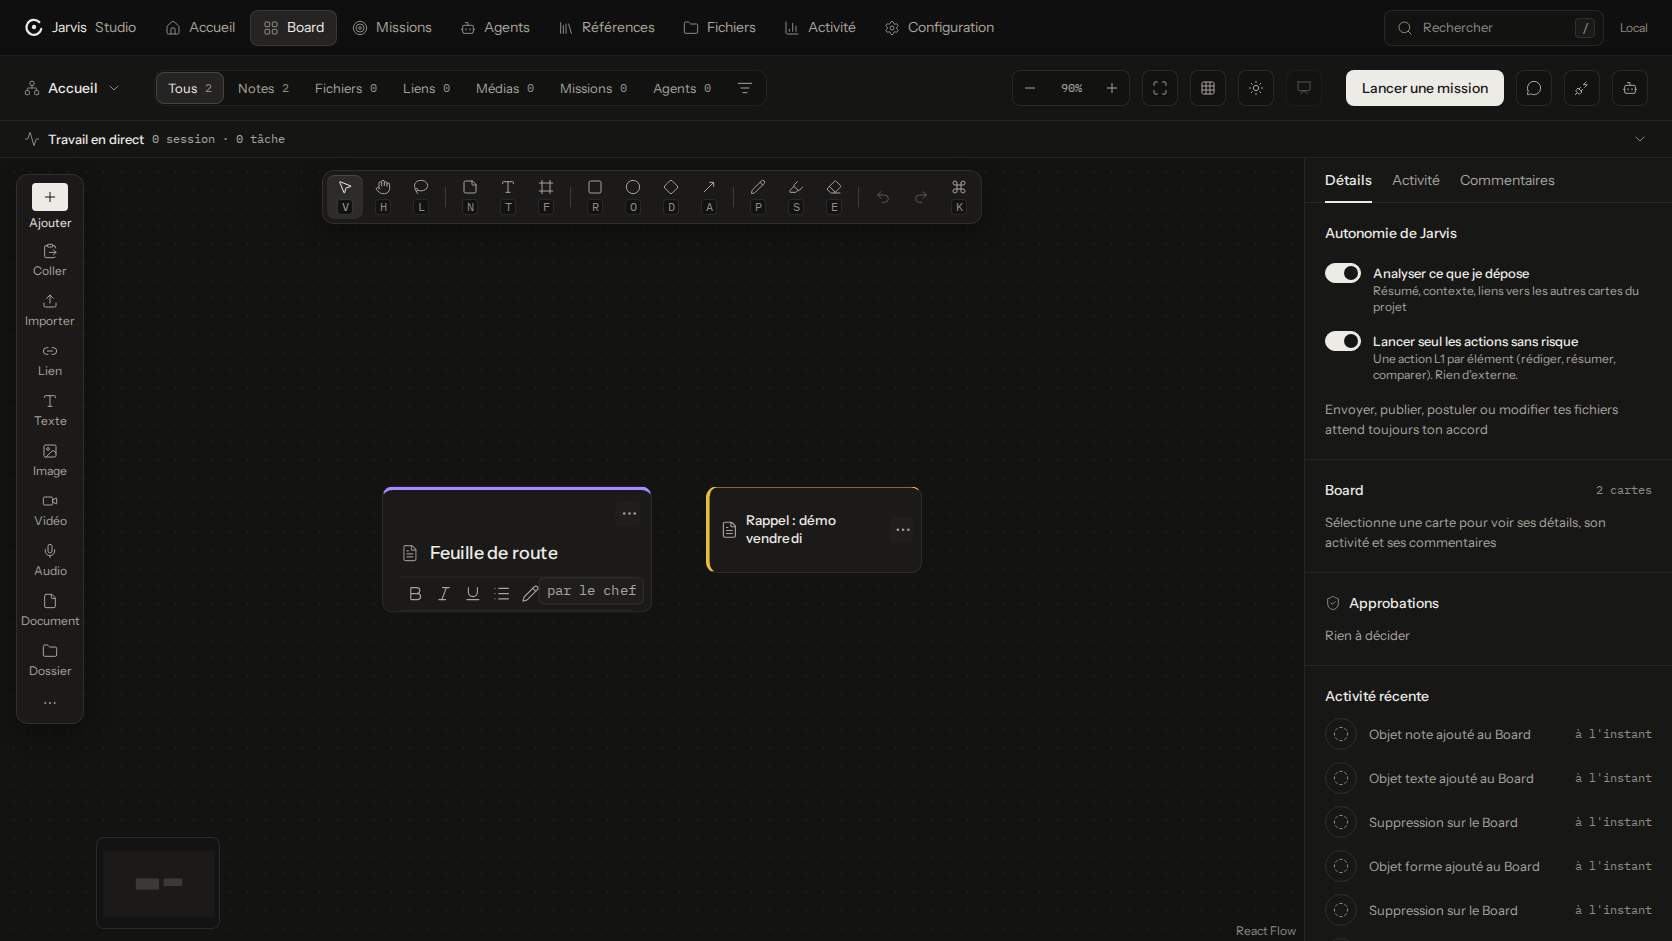 Jarvis Studio Accueil Board Missions Agents Références Fichiers Activité Configuration Rechercher / Local
Accueil Tous 2 Notes 2 Fichiers 0 Liens 0 Médias 0 Missions 0 Agents 0 90% Lancer une mission
Travail en direct 0 session · 0 tâche
V H L N T F R O D A P S E K
Ajouter
Coller
Importer
Lien
Texte
Image
Vidéo
Audio
Document
Dossier
Feuille de route
B I U par le chef
Rappel : démo
vendredi
React Flow
Détails Activité Commentaires
Autonomie de Jarvis
Analyser ce que je dépose
Résumé, contexte, liens vers les autres cartes du
projet
Lancer seul les actions sans risque
Une action L1 par élément (rédiger, résumer,
comparer). Rien d'externe.
Envoyer, publier, postuler ou modifier tes fichiers
attend toujours ton accord
Board 2 cartes
Sélectionne une carte pour voir ses détails, son
activité et ses commentaires
Approbations
Rien à décider
Activité récente
Objet note ajouté au Board à l'instant
Objet texte ajouté au Board à l'instant
Suppression sur le Board à l'instant
Objet forme ajouté au Board à l'instant
Suppression sur le Board à l'instant